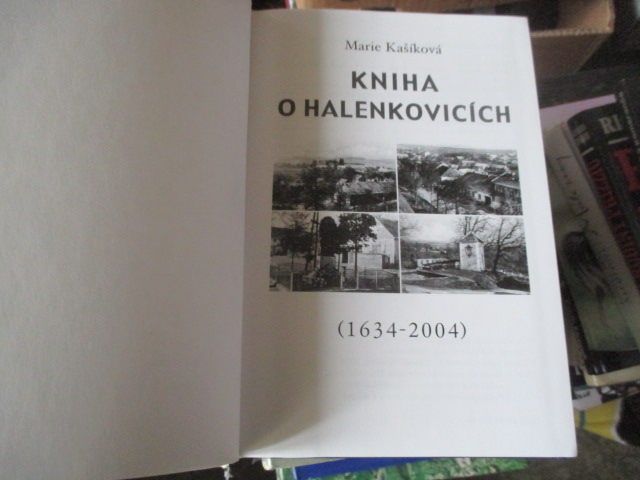 Marie Kašíková
KNIHA
O HALENKOVICÍCH
(1634-2004)